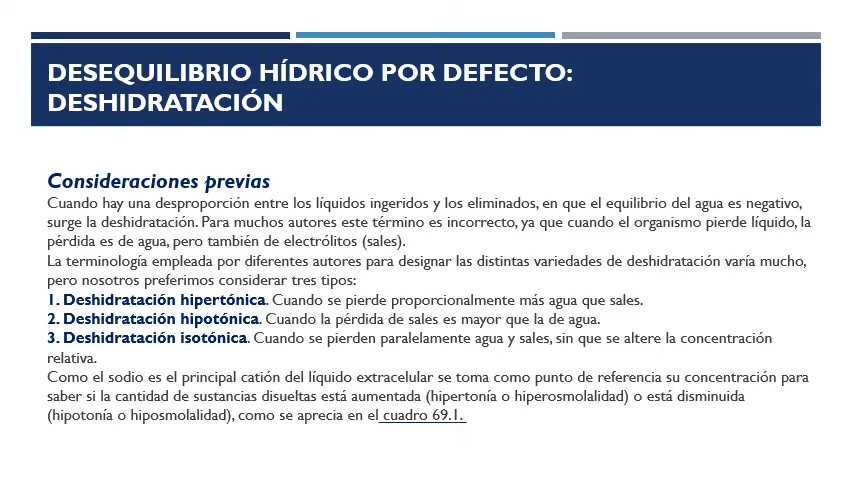 DESEQUILIBRIO HÍDRICO POR DEFECTO:
DESHIDRATACIÓN
Consideraciones previas
Cuando hay una desproporción entre los líquidos ingeridos y los eliminados, en que el equilibrio del agua es negativo,
surge la deshidratación. Para muchos autores este término es incorrecto, ya que cuando el organismo pierde líquido, la
pérdida es de agua, pero también de electrólitos (sales).
La terminología empleada por diferentes autores para designar las distintas variedades de deshidratación varía mucho,
pero nosotros preferimos considerar tres tipos:
1. Deshidratación hipertónica. Cuando se pierde proporcionalmente más agua que sales.
2. Deshidratación hipotónica. Cuando la pérdida de sales es mayor que la de agua.
3. Deshidratación isotónica. Cuando se pierden paralelamente agua y sales, sin que se altere la concentración
relativa.
Como el sodio es el principal catión del líquido extracelular se toma como punto de referencia su concentración para
saber si la cantidad de sustancias disueltas está aumentada (hipertonía o hiperosmolalidad) o está disminuida
(hipotonía o hiposmolalidad), como se aprecia en el cuadro 69.1.